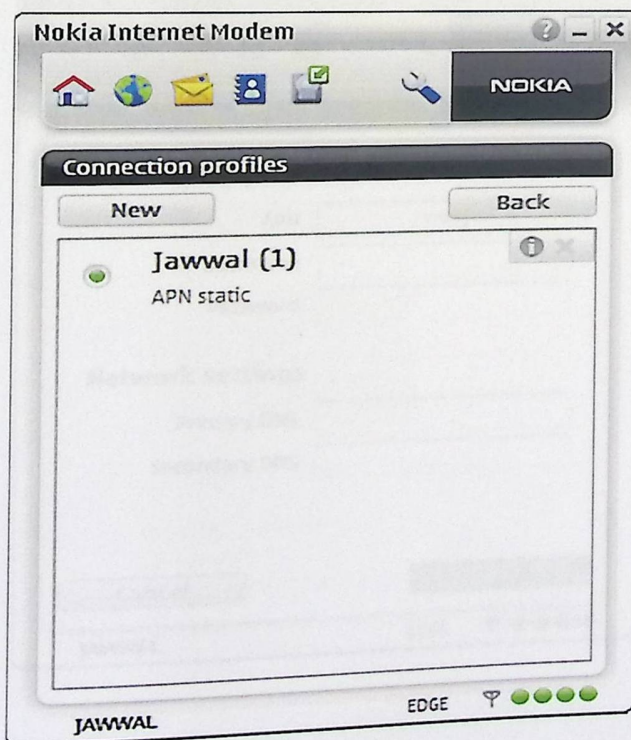 Nokia Internet Modem
NOKIA
Connection profiles
New
Back
Jawwal (1)
APN static
JAWWAL
EDGE